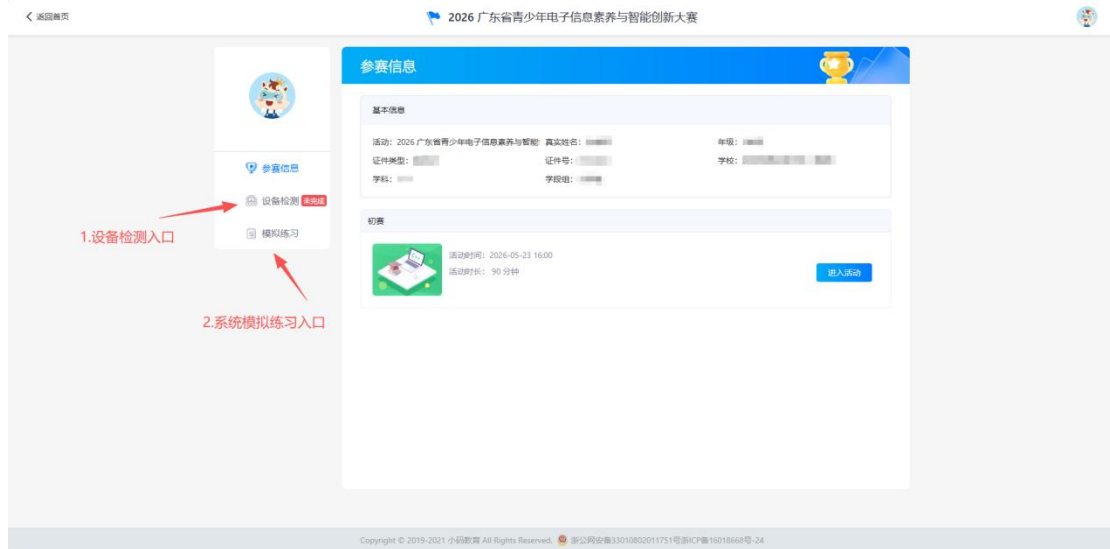 返回首页
2026 广东省青少年电子信息素养与智能创新大赛
参赛信息
基本信息
活动：2026 广东省青少年电子信息素养与智能 真实姓名： 年级：
证件类型： 证件号： 学校：
学科： 学段组：
参赛信息
设备检测 未完成
模拟练习
1.设备检测入口
2.系统模拟练习入口
初赛
活动时间：2026-05-23 16:00
活动时长： 90 分钟
进入活动
Copyright © 2019-2021 小码教育 All Rights Reserved. 浙公网安备33010802011751号浙ICP备16018668号-24